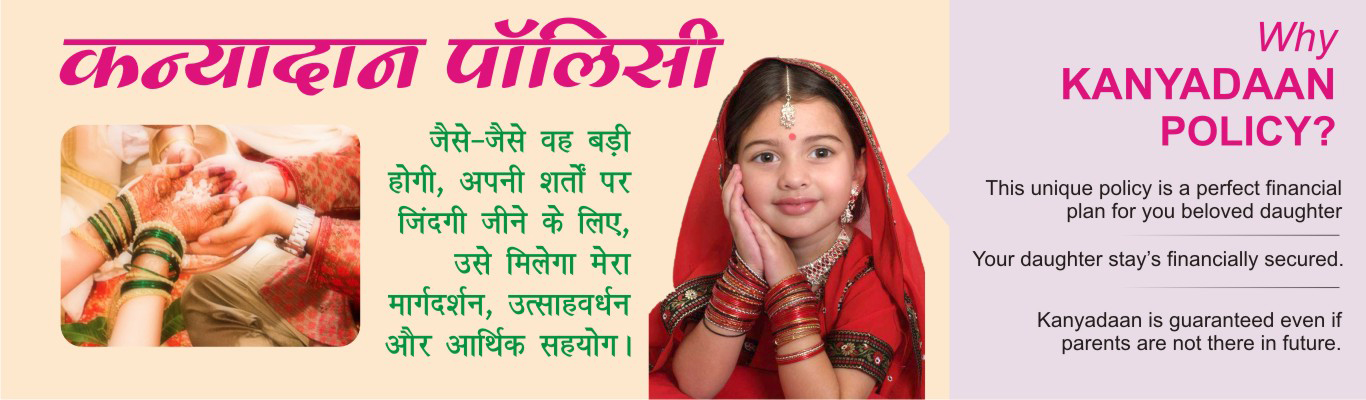 कन्यादान पॉलिसी
जैसे-जैसे वह बड़ी
होगी, अपनी शर्तों पर
जिंदगी जीने के लिए,
उसे मिलेगा मेरा
मार्गदर्शन, उत्साहवर्धन
और आर्थिक सहयोग।
Why
KANYADAAN
POLICY?
This unique policy is a perfect financial
plan for you beloved daughter
Your daughter stay's financially secured.
Kanyadaan is guaranteed even if
parents are not there in future.